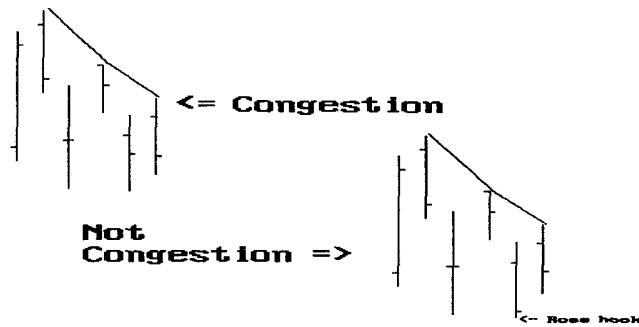 <= Congestion
Not
Congestion =>
<- Ross hook